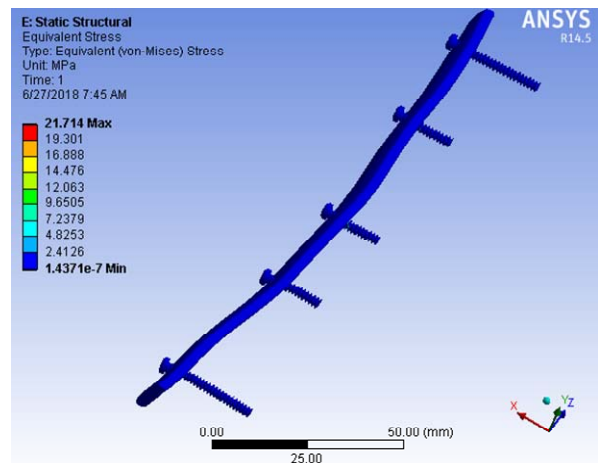 E: Static Structural
Equivalent Stress
Type: Equivalent (von-Mises) Stress
Unit: MPa
Time: 1
6/27/2018 7:45 AM
21.714 Max
19.301
16.888
14.476
12.063
9.6505
7.2379
4.8253
2.4126
1.4371e-7 Min
ANSYS
R14.5
X
Y
Z
0.00
50.00 (mm)
25.00